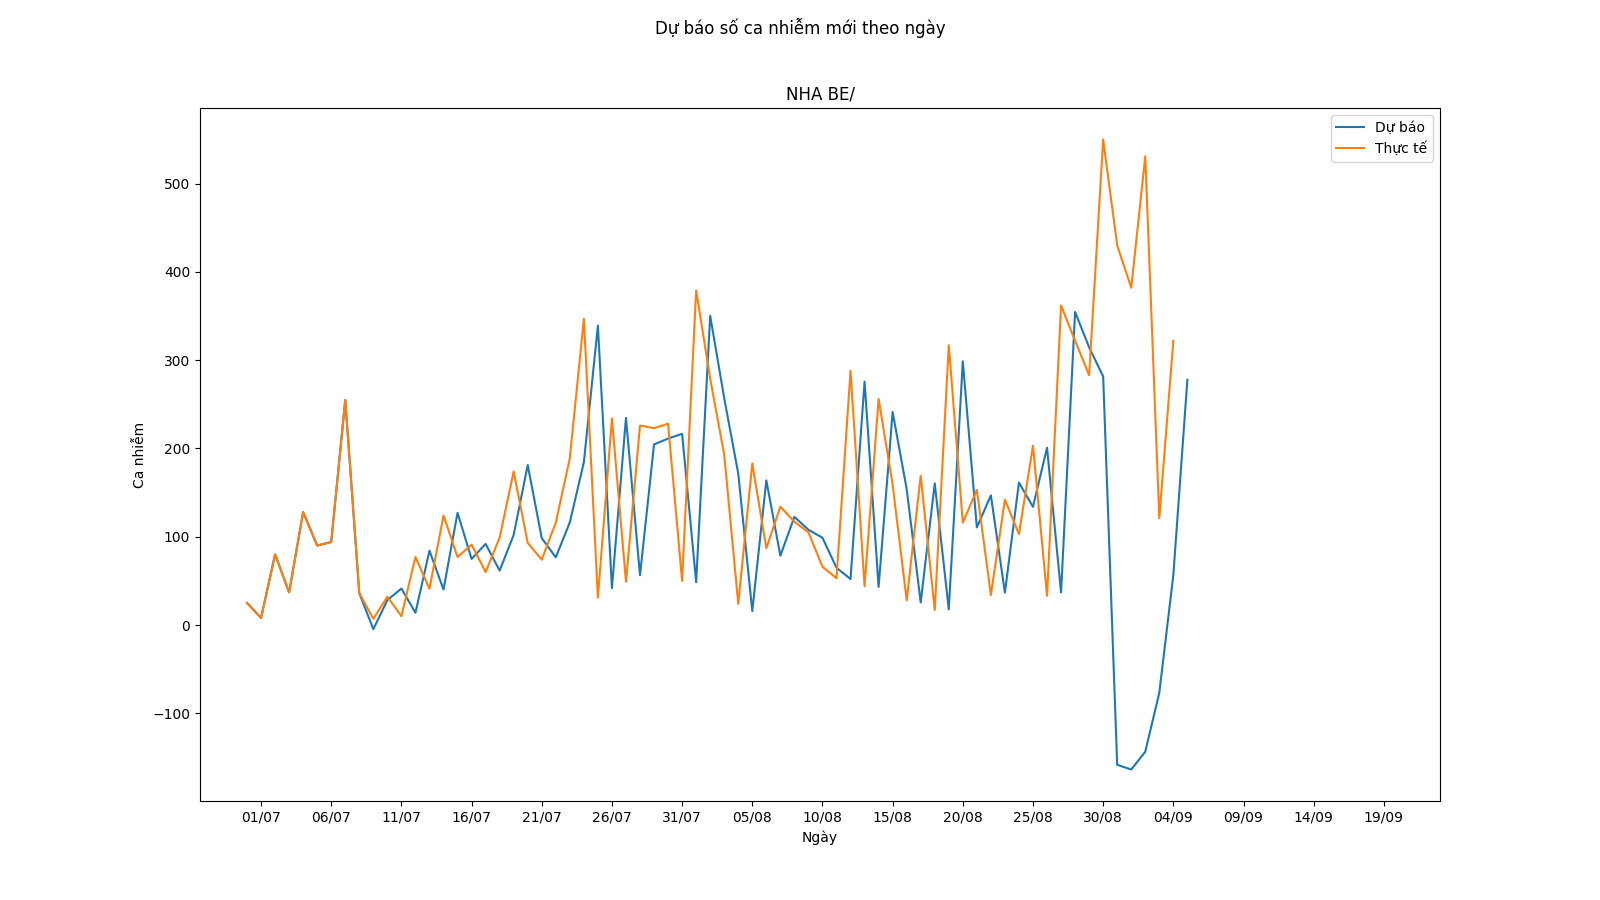 Dự báo số ca nhiễm mới theo ngày
NHA BE/
Dự báo
Thực tế
500
400
300
200
100
0
−100
Ca nhiễm
01/07 06/07 11/07 16/07 21/07 26/07 31/07 05/08 10/08 15/08 20/08 25/08 30/08 04/09 09/09 14/09 19/09
Ngày